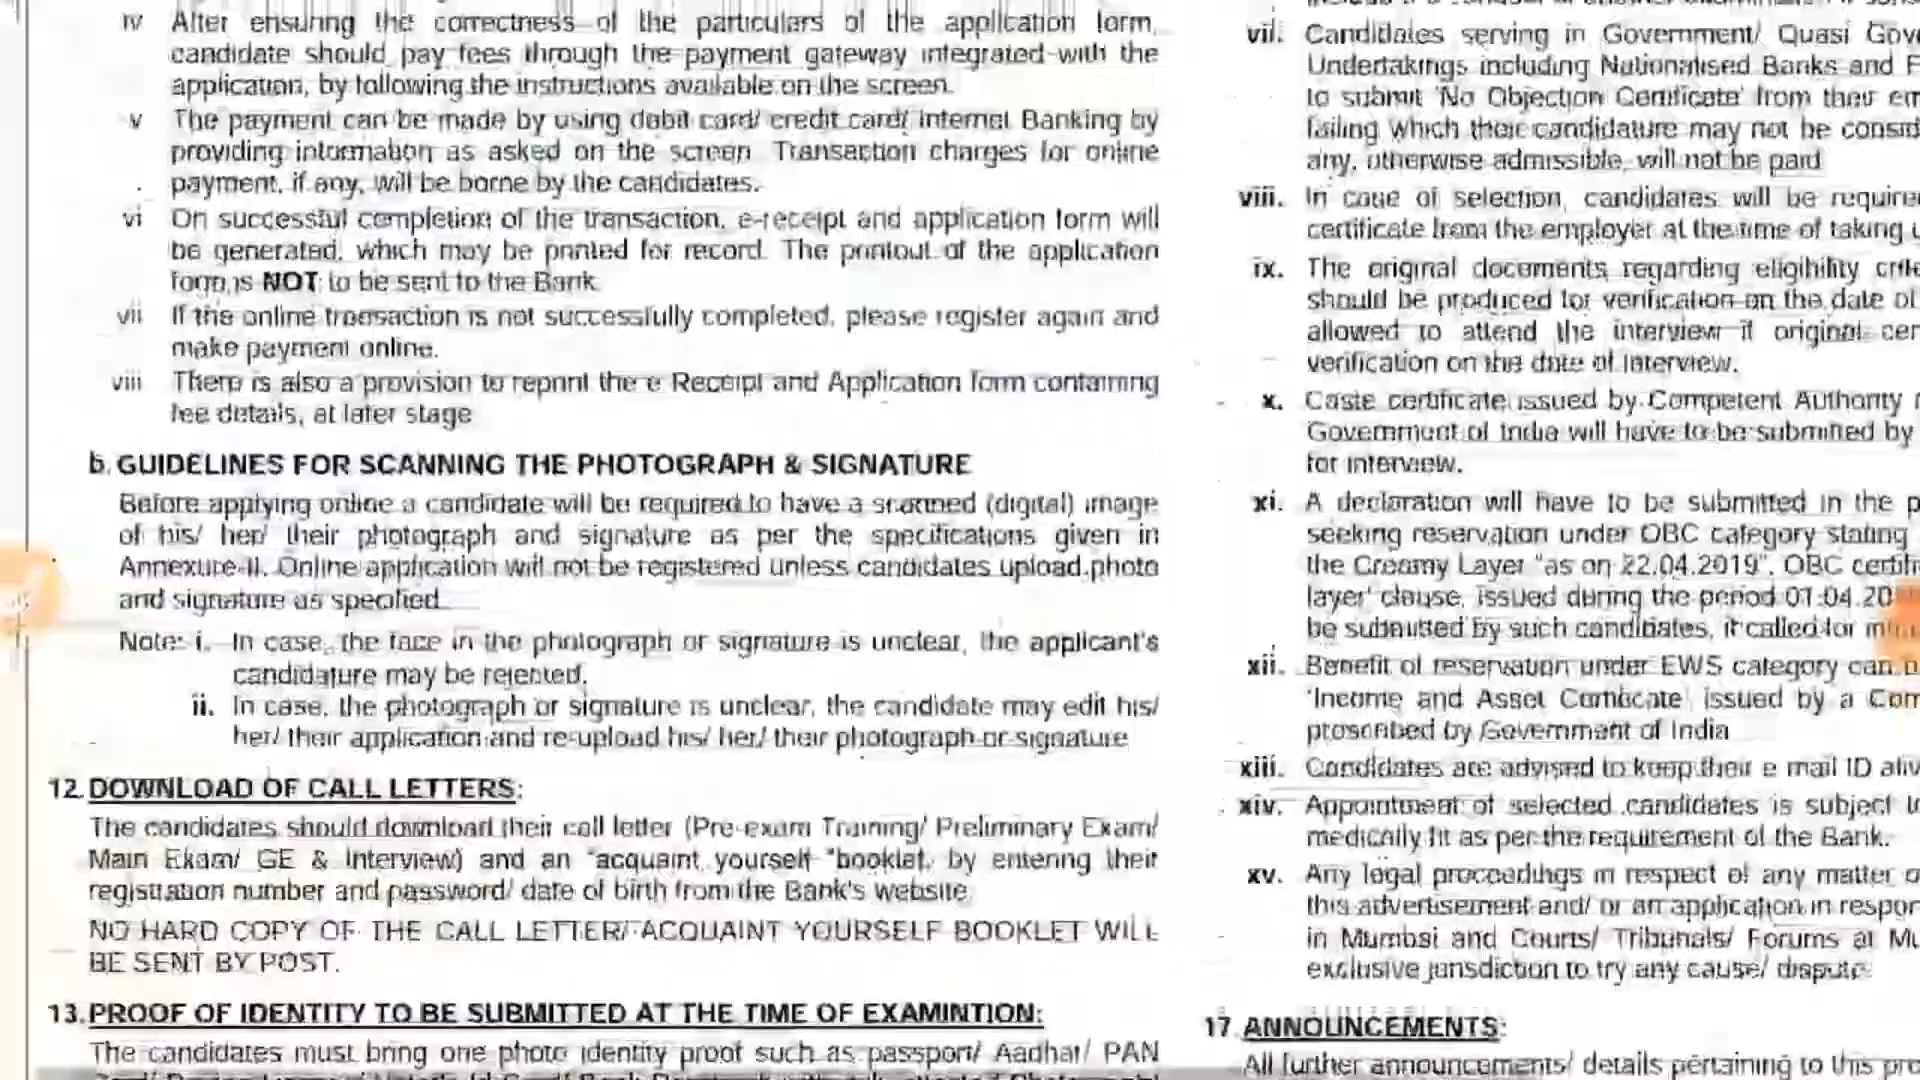 iv After ensuring the correctness of the particulars of the application form,
candidate should pay fees through the payment gateway integrated with the
application, by following the instructions available on the screen.
v The payment can be made by using debit card/ credit card/ Internet Banking by
providing information as asked on the screen. Transaction charges for online
payment, if any, will be borne by the candidates.
vi On successful completion of the transaction, e-receipt and application form will
be generated, which may be printed for record. The printout of the application
form is NOT to be sent to the Bank
vii If the online transaction is not successfully completed, please register again and
make payment online.
viii There is also a provision to reprint the e Receipt and Application form containing
fee details, at later stage
b. GUIDELINES FOR SCANNING THE PHOTOGRAPH & SIGNATURE
Before applying online a candidate will be required to have a scanned (digital) image
of his/ her/ their photograph and signature as per the specifications given in
Annexure-II. Online application will not be registered unless candidates upload photo
and signature as specified.
Note: i. In case, the face in the photograph or signature is unclear, the applicant's
candidature may be rejected.
ii. In case, the photograph or signature is unclear, the candidate may edit his/
her/ their application and re-upload his/ her/ their photograph or signature
12. DOWNLOAD OF CALL LETTERS:
The candidates should download their call letter (Pre-exam Training/ Preliminary Exam/
Main Exam/ GE & Interview) and an "acquaint yourself "booklet, by entering their
registration number and password/ date of birth from the Bank's website
NO HARD COPY OF THE CALL LETTER/ ACQUAINT YOURSELF BOOKLET WILL
BE SENT BY POST.
13. PROOF OF IDENTITY TO BE SUBMITTED AT THE TIME OF EXAMINTION:
The candidates must bring one photo identity proof such as passport/ Aadhar/ PAN
vii. Candidates serving in Government/ Quasi
Undertakings including Nationalised Banks and
to submit 'No Objection Certificate' from their
failing which their candidature may not be
any, otherwise admissible, will not be paid
viii. In case of selection, candidates will be
certificate from the employer at the time of taking
ix. The original documents regarding eligibility
should be produced for verification on the date of
allowed to attend the interview if original
verification on the date of Interview.
x. Caste certificate issued by Competent Authority
Government of India will have to be submitted by
for interview.
xi. A declaration will have to be submitted in the
seeking reservation under OBC category stating
the Creamy Layer "as on 22.04.2019". OBC
layer' clause, issued during the period
be submitted by such candidates, if called for
xii. Benefit of reservation under EWS category can
'Income and Asset Certificate' issued by a
prescribed by Government of India
xiii. Candidates are advised to keep their e mail ID
xiv. Appointment of selected candidates is subject
medically fit as per the requirement of the Bank.
xv. Any legal proceedings in respect of any matter
this advertisement and/ or an application in
in Mumbai and Courts/ Tribunals/ Forums at
exclusive jurisdiction to try any cause/ dispute
17. ANNOUNCEMENTS:
All further announcements/ details pertaining to this